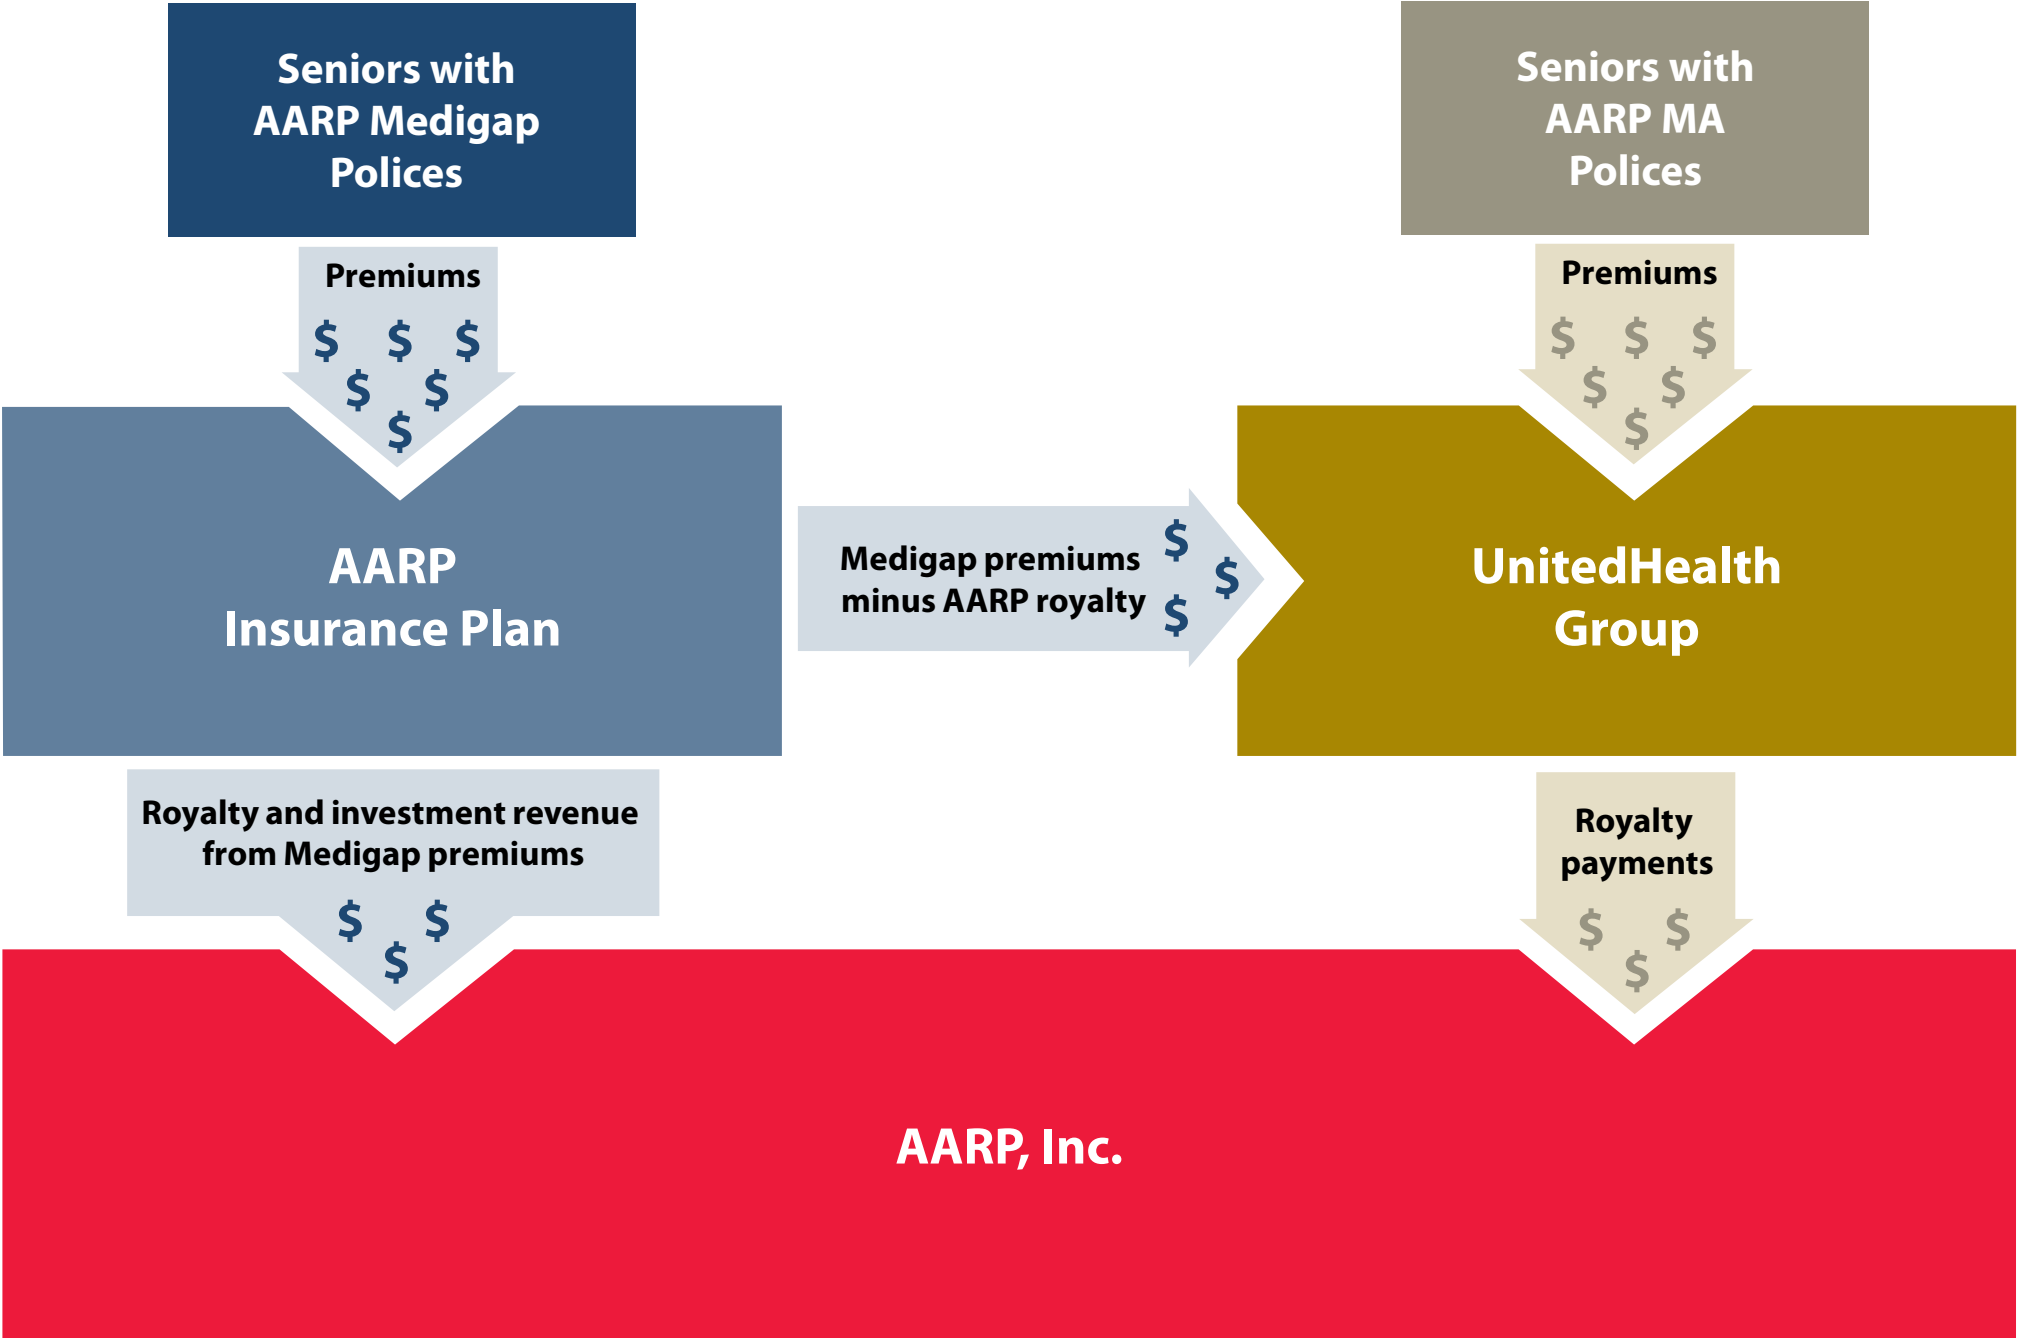 Seniors with
AARP Medigap
Polices
Seniors with
AARP MA
Polices
Premiums
$ $ $
$ $
$
Premiums
$ $ $
$ $
$
AARP
Insurance Plan
Medigap premiums
minus AARP royalty
$
$
$
UnitedHealth
Group
Royalty and investment revenue
from Medigap premiums
$ $
$
Royalty
payments
$ $
$
AARP, Inc.